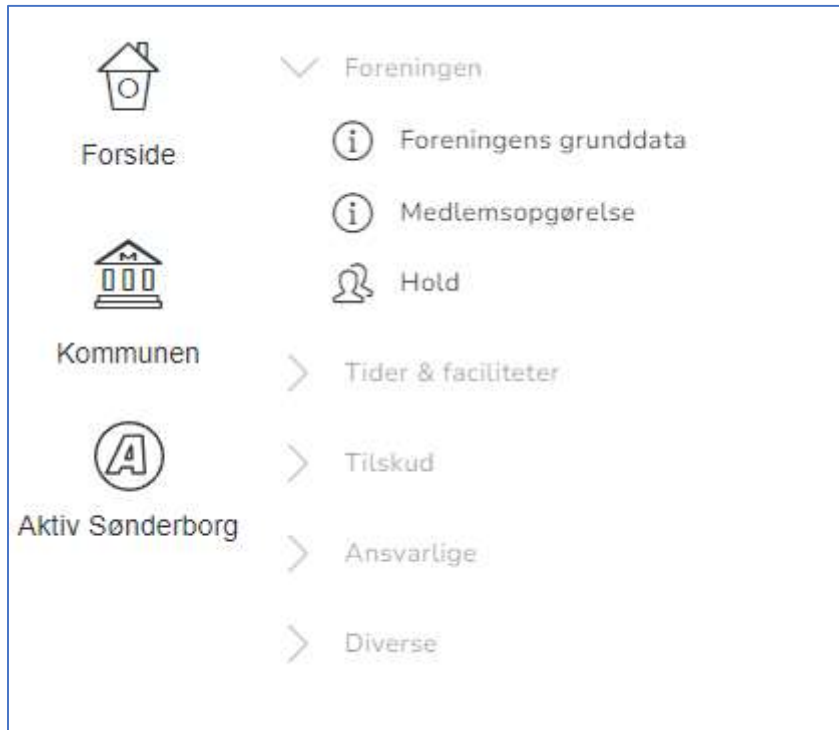 Forside
Kommunen
Aktiv Sønderborg
Foreningen
Foreningens grunddata
Medlemsopgørelse
Hold
Tider & faciliteter
Tilskud
Ansvarlige
Diverse